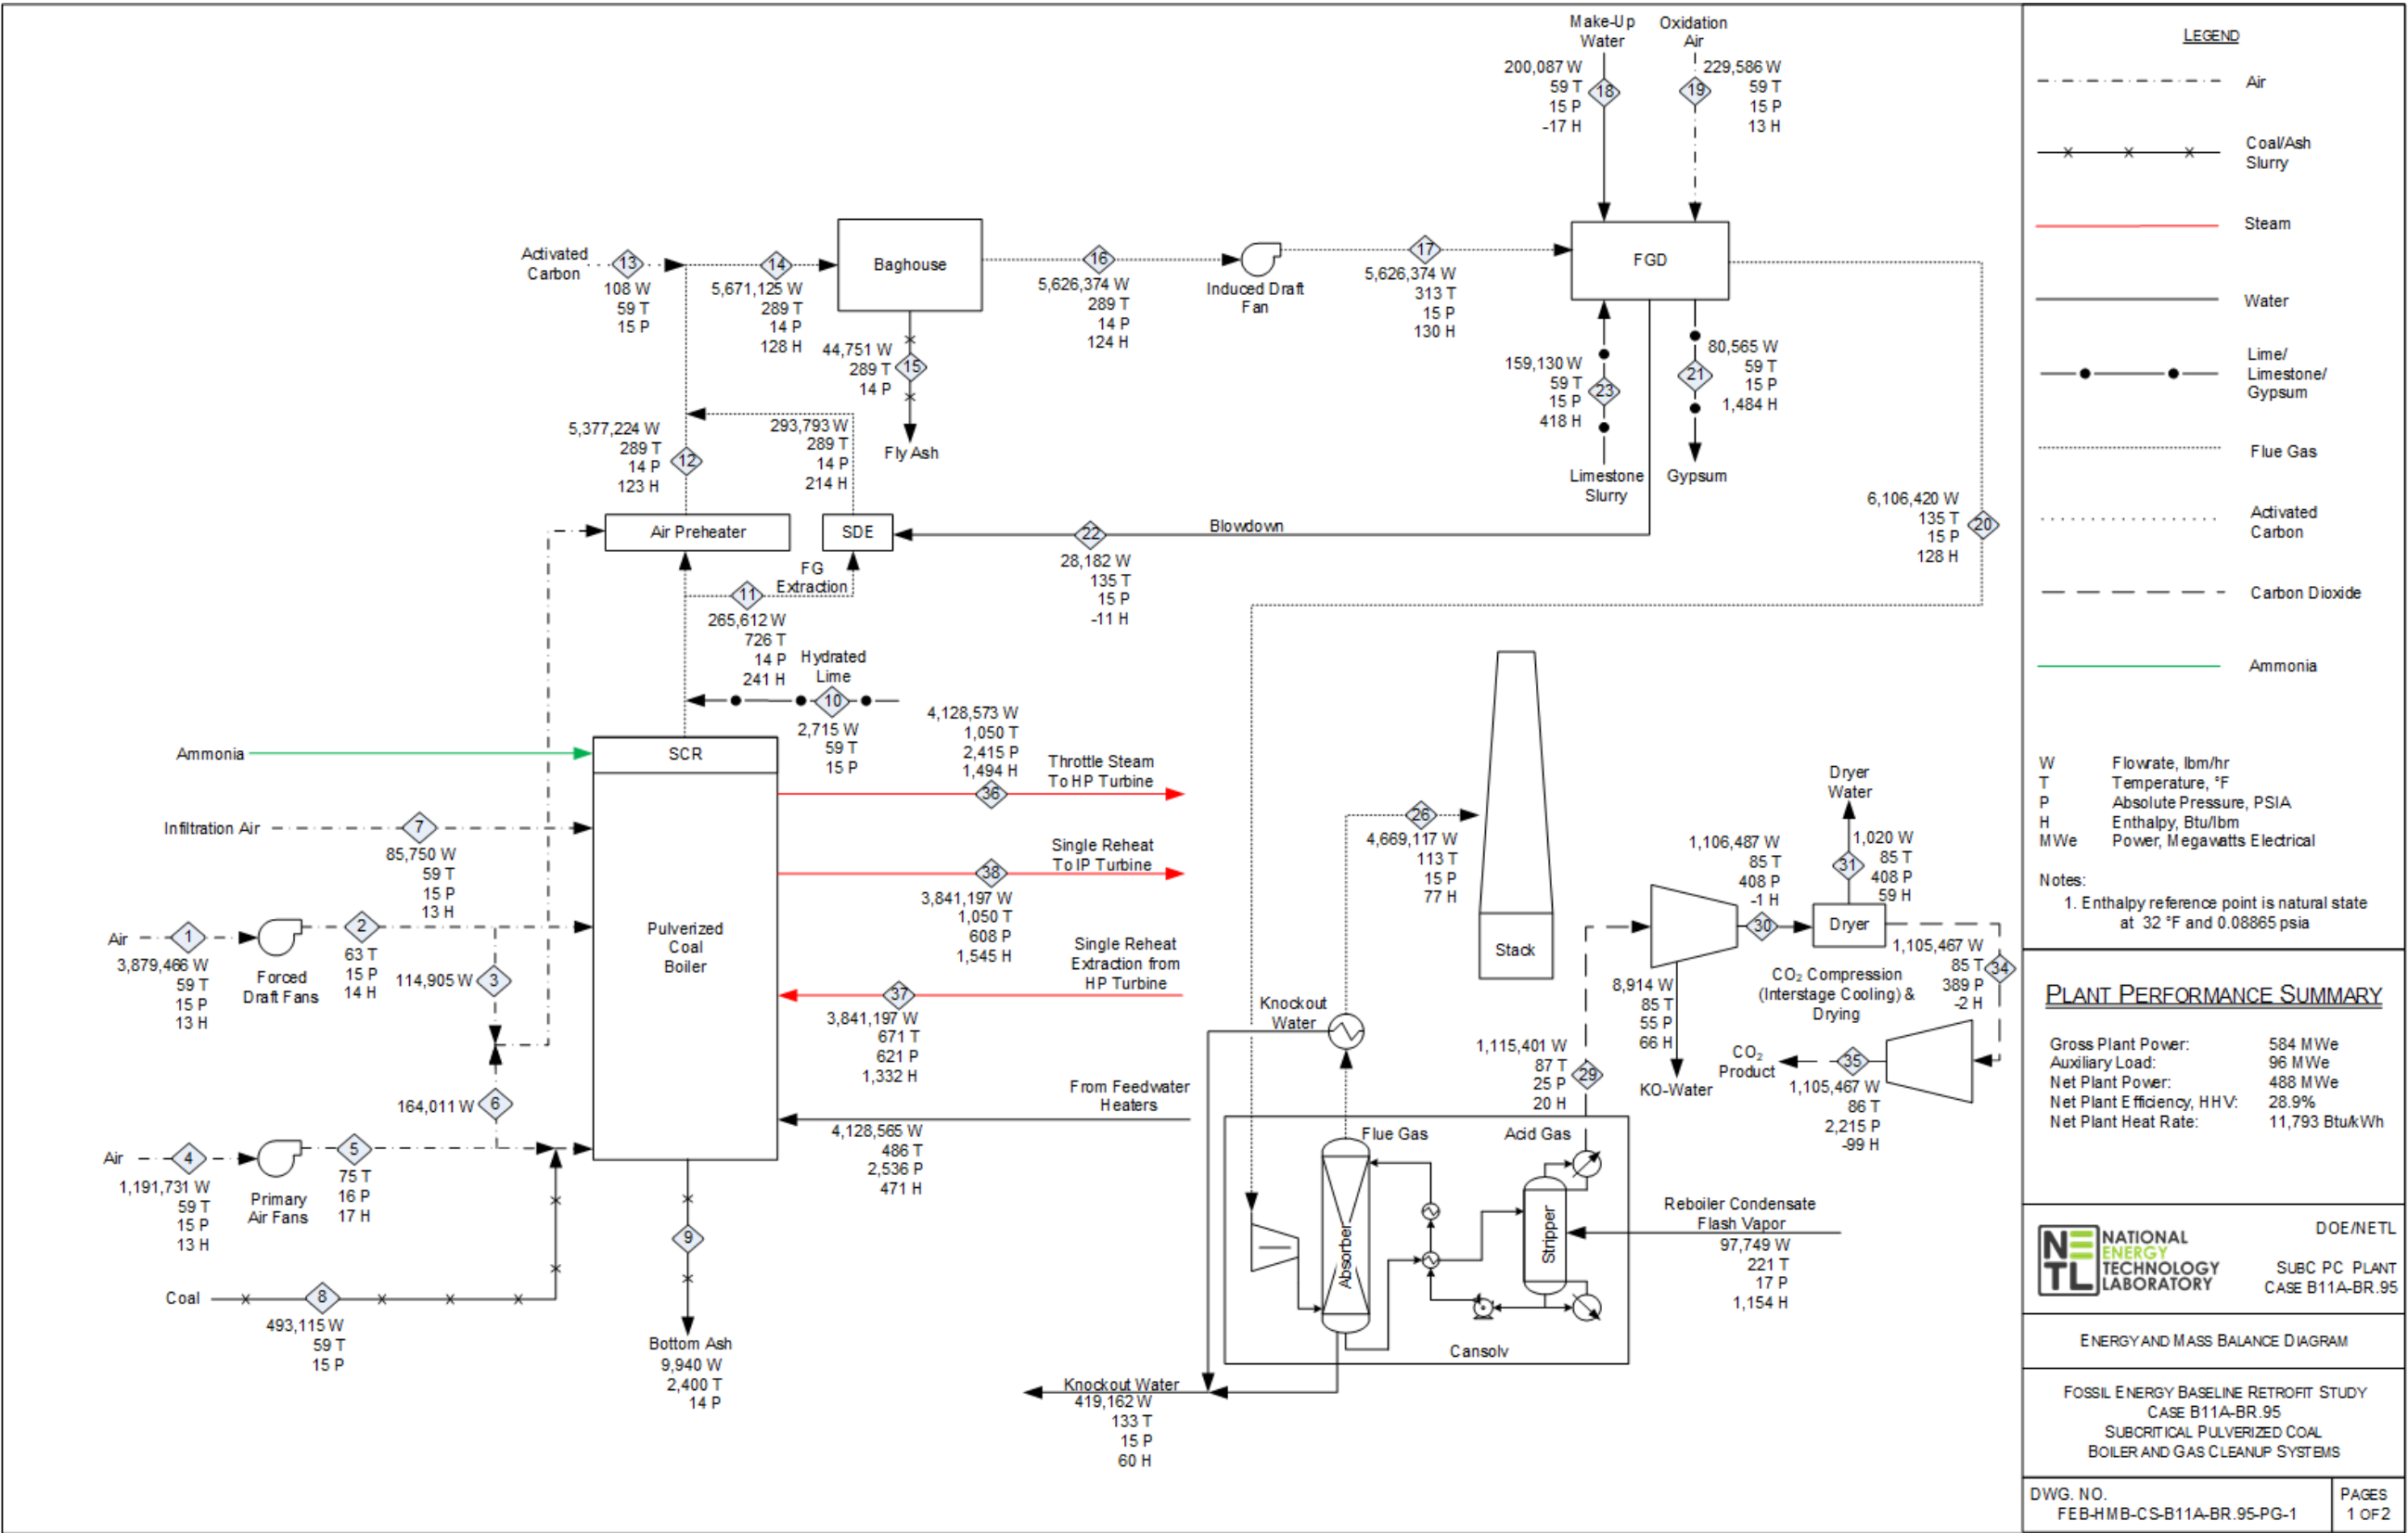 Make-Up
Water
200,087 W
59 T
15 P
-17 H
18
Oxidation
Air
229,586 W
59 T
15 P
13 H
19
Activated
Carbon
13
108 W
59 T
15 P
14
5,671,125 W
289 T
14 P
128 H
Baghouse
16
5,626,374 W
289 T
14 P
124 H
Induced Draft
Fan
17
5,626,374 W
313 T
15 P
130 H
FGD
44,751 W
289 T
14 P
15
Fly Ash
159,130 W
59 T
15 P
418 H
23
Limestone
Slurry
80,565 W
59 T
15 P
1,484 H
21
Gypsum
5,377,224 W
289 T
14 P
123 H
12
293,793 W
289 T
14 P
214 H
6,106,420 W
135 T
15 P
128 H
20
Air Preheater
SDE
22
Blowdown
28,182 W
135 T
15 P
-11 H
FG
Extraction
11
265,612 W
726 T
14 P
241 H
Hydrated
Lime
10
2,715 W
59 T
15 P
Ammonia
SCR
4,128,573 W
1,050 T
2,415 P
1,494 H
36
Throttle Steam
To HP Turbine
Infiltration Air
7
85,750 W
59 T
15 P
13 H
Single Reheat
To IP Turbine
38
3,841,197 W
1,050 T
608 P
1,545 H
Air
1
3,879,466 W
59 T
15 P
13 H
Forced
Draft Fans
2
63 T
15 P
14 H
114,905 W
3
Pulverized
Coal
Boiler
Single Reheat
Extraction from
HP Turbine
37
3,841,197 W
671 T
621 P
1,332 H
164,011 W
6
From Feedwater
Heaters
4,128,565 W
486 T
2,536 P
471 H
Air
4
1,191,731 W
59 T
15 P
13 H
Primary
Air Fans
5
75 T
16 P
17 H
Coal
8
493,115 W
59 T
15 P
9
Bottom Ash
9,940 W
2,400 T
14 P
26
4,669,117 W
113 T
15 P
77 H
Stack
Knockout
Water
Dryer
Water
1,020 W
85 T
408 P
59 H
31
1,106,487 W
85 T
408 P
-1 H
30
Dryer
1,105,467 W
85 T
389 P
-2 H
34
8,914 W
85 T
55 P
66 H
KO-Water
CO₂ Compression
(Interstage Cooling) &
Drying
CO₂
Product
35
1,105,467 W
86 T
2,215 P
-99 H
1,115,401 W
87 T
25 P
20 H
29
Flue Gas
Acid Gas
Absorber
Stripper
Cansolv
Reboiler Condensate
Flash Vapor
97,749 W
221 T
17 P
1,154 H
Knockout Water
419,162 W
133 T
15 P
60 H
LEGEND
Air
Coal/Ash
Slurry
Steam
Water
Lime/
Limestone/
Gypsum
Flue Gas
Activated
Carbon
Carbon Dioxide
Ammonia
W Flowrate, lbm/hr
T Temperature, °F
P Absolute Pressure, PSIA
H Enthalpy, Btu/lbm
MWe Power, Megawatts Electrical
Notes:
1. Enthalpy reference point is natural state
at 32 °F and 0.08865 psia
PLANT PERFORMANCE SUMMARY
Gross Plant Power: 584 MWe
Auxiliary Load: 96 MWe
Net Plant Power: 488 MWe
Net Plant Efficiency, HHV: 28.9%
Net Plant Heat Rate: 11,793 Btu/kWh
NE
TL
NATIONAL
ENERGY
TECHNOLOGY
LABORATORY
DOE/NETL
SUBC PC PLANT
CASE B11A-BR.95
ENERGY AND MASS BALANCE DIAGRAM
FOSSIL ENERGY BASELINE RETROFIT STUDY
CASE B11A-BR.95
SUBCRITICAL PULVERIZED COAL
BOILER AND GAS CLEANUP SYSTEMS
DWG. NO.
FEB-HMB-CS-B11A-BR.95-PG-1
PAGES
1 OF 2